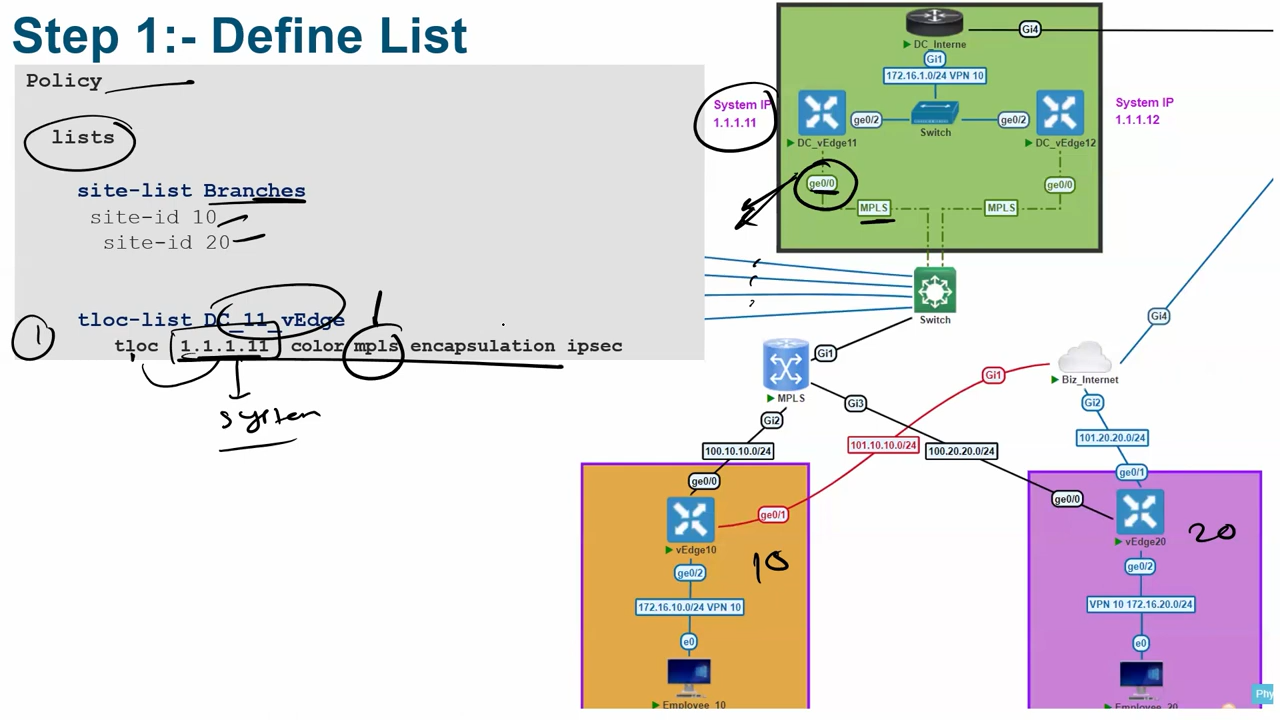 Step 1:- Define List
Policy
lists
site-list Branches
site-id 10
site-id 20
tloc-list DC_11_vEdge
1
tloc 1.1.1.11 color mpls encapsulation ipsec
system
DC_Interne
Gi4
Gi1
172.16.1.0/24 VPN 10
System IP
1.1.1.11
System IP
1.1.1.12
ge0/2
Switch
ge0/2
DC_vEdge11
DC_vEdge12
ge0/0
ge0/0
MPLS
MPLS
Switch
Gi4
Gi1
MPLS
Gi1
Biz_Internet
Gi2
Gi3
Gi2
100.10.10.0/24
101.10.10.0/24
100.20.20.0/24
101.20.20.0/24
ge0/0
ge0/1
ge0/0
ge0/1
vEdge10
10
vEdge20
20
ge0/2
ge0/2
172.16.10.0/24 VPN 10
VPN 10 172.16.20.0/24
e0
e0
Employee_10
Employee_20
Phy